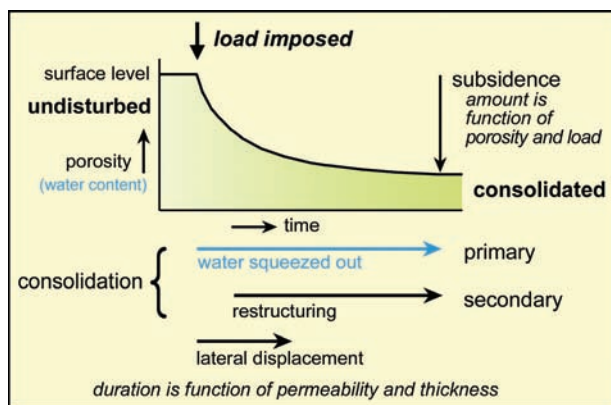 load imposed
surface level
undisturbed
porosity
(water content)
subsidence
amount is
function of
porosity and load
consolidated
time
consolidation
water squeezed out
primary
restructuring
secondary
lateral displacement
duration is function of permeability and thickness